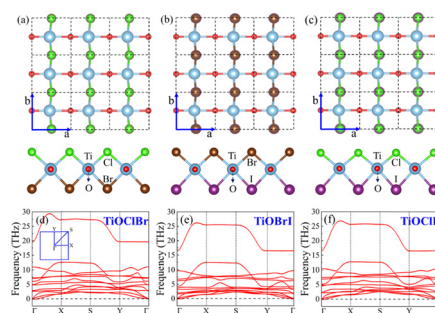 (a)
b
a
Ti
Cl
O
Br
(b)
b
a
Ti
Br
O
I
(c)
b
a
Ti
Cl
O
I
(d)
TiOClBr
Frequency (THz)
30
25
20
15
10
5
0
Y
S
Γ
X
Γ X S Y Γ
(e)
TiOBrI
Frequency (THz)
30
25
20
15
10
5
0
Γ X S Y Γ
(f)
TiOClI
Frequency (THz)
30
25
20
15
10
5
0
Γ X S Y Γ